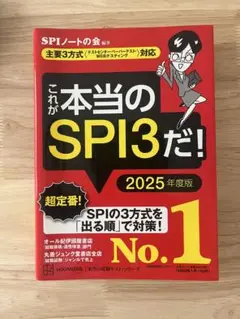 SPIノートの会 編著
主要3方式
テストセンター・ペーパーテスト・
WEBテスティング
対応
これが
本当の
SPI3だ!
2025年度版
超定番!
SPIの3方式を
「出る順」で対策!
オール紀伊國屋書店
丸善ジュンク堂書店全店
No.1